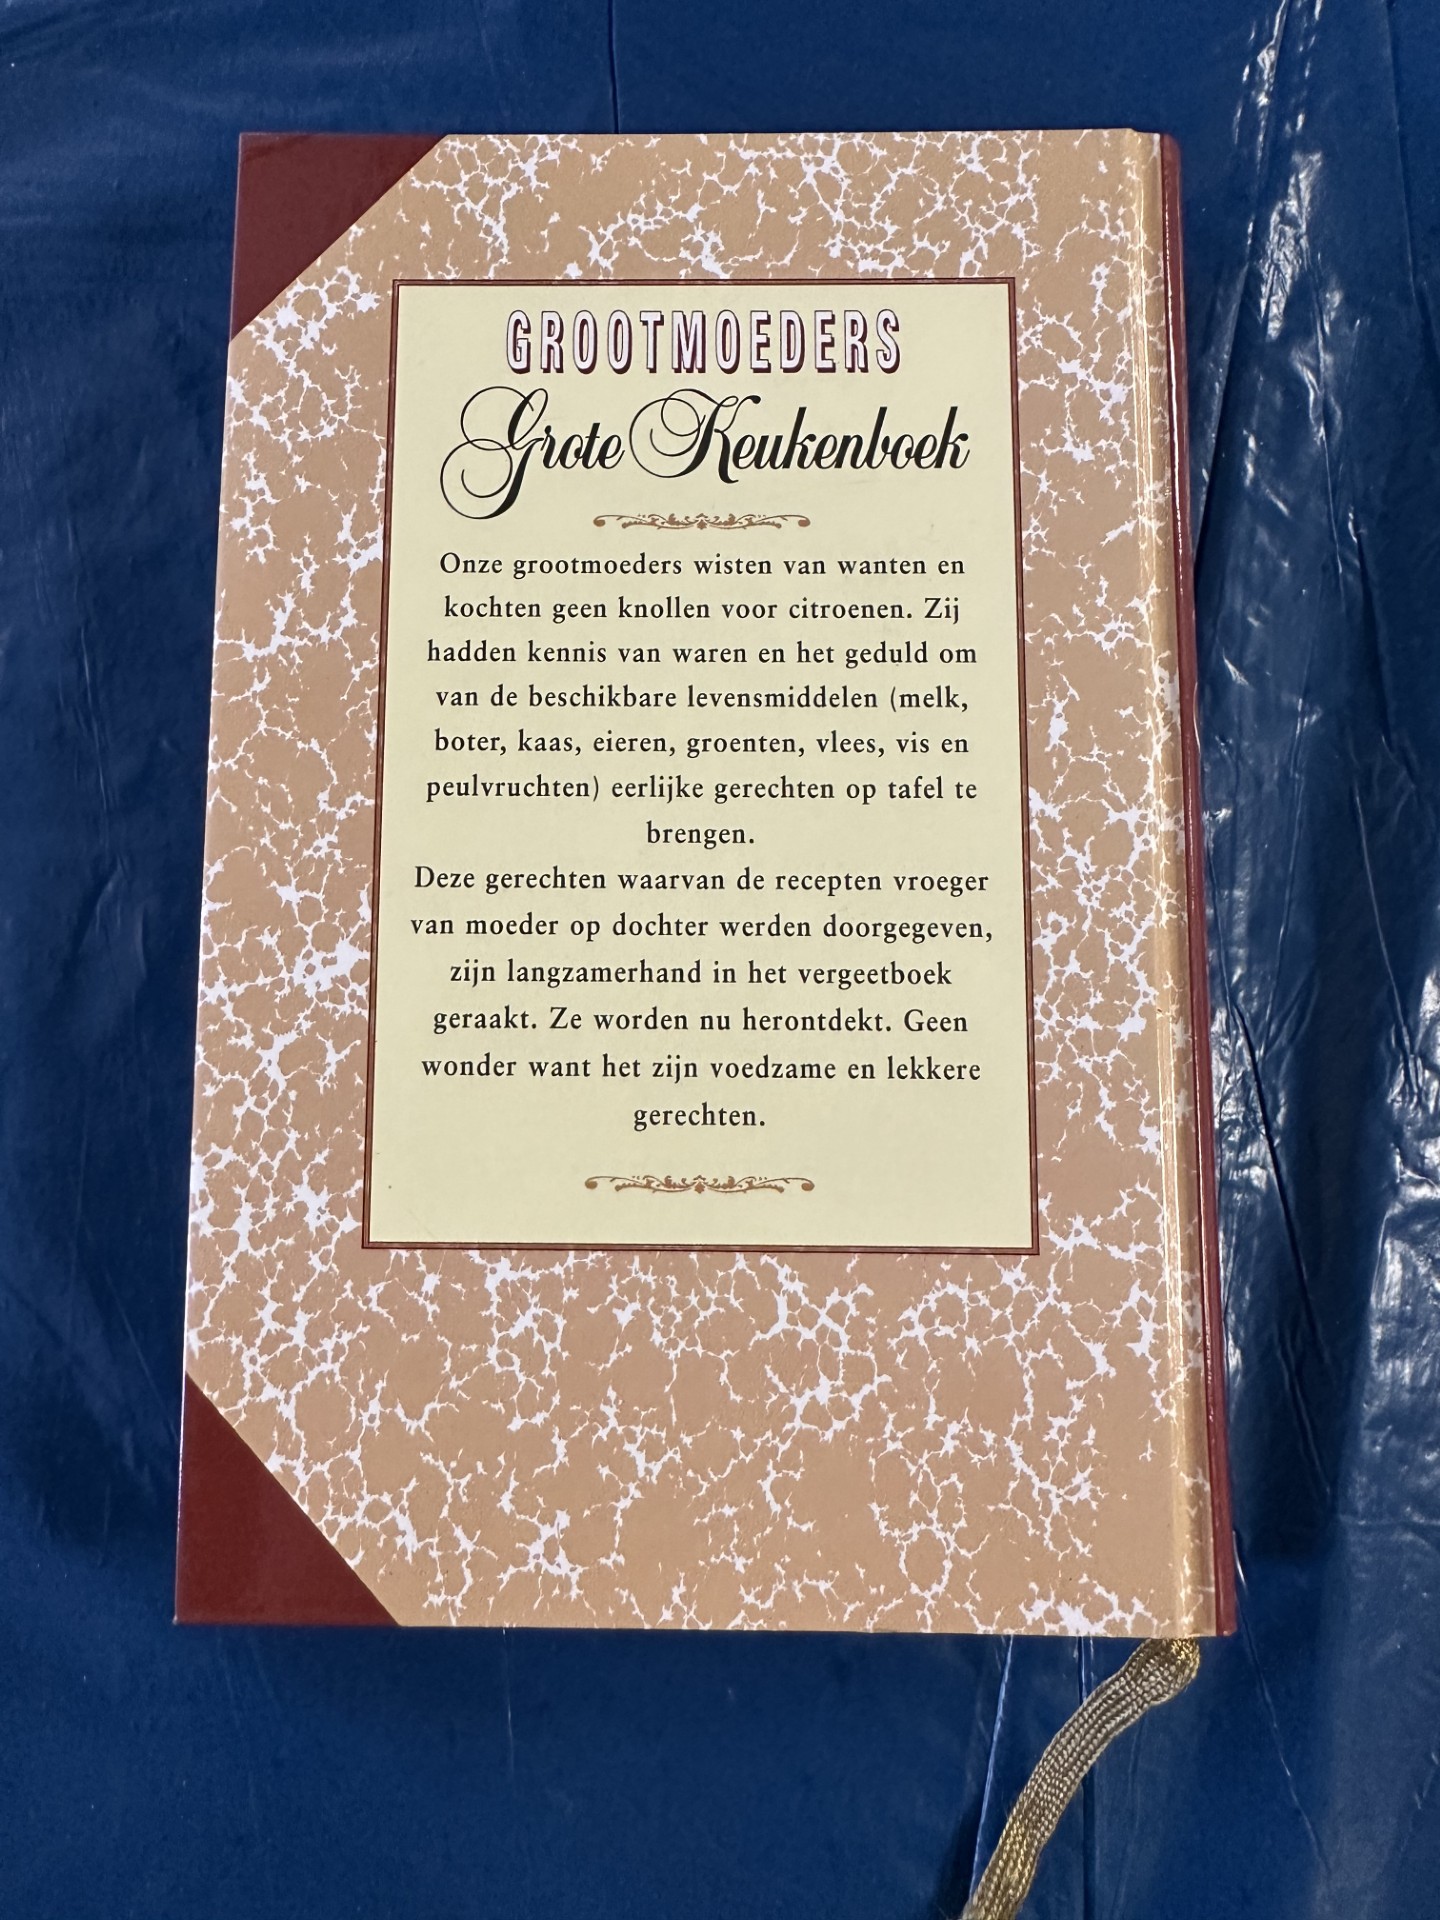 GROOTMOEDERS
Grote Keukenboek
Onze grootmoeders wisten van wanten en
kochten geen knollen voor citroenen. Zij
hadden kennis van waren en het geduld om
van de beschikbare levensmiddelen (melk,
boter, kaas, eieren, groenten, vlees, vis en
peulvruchten) eerlijke gerechten op tafel te
brengen.
Deze gerechten waarvan de recepten vroeger
van moeder op dochter werden doorgegeven,
zijn langzamerhand in het vergeetboek
geraakt. Ze worden nu herontdekt. Geen
wonder want het zijn voedzame en lekkere
gerechten.